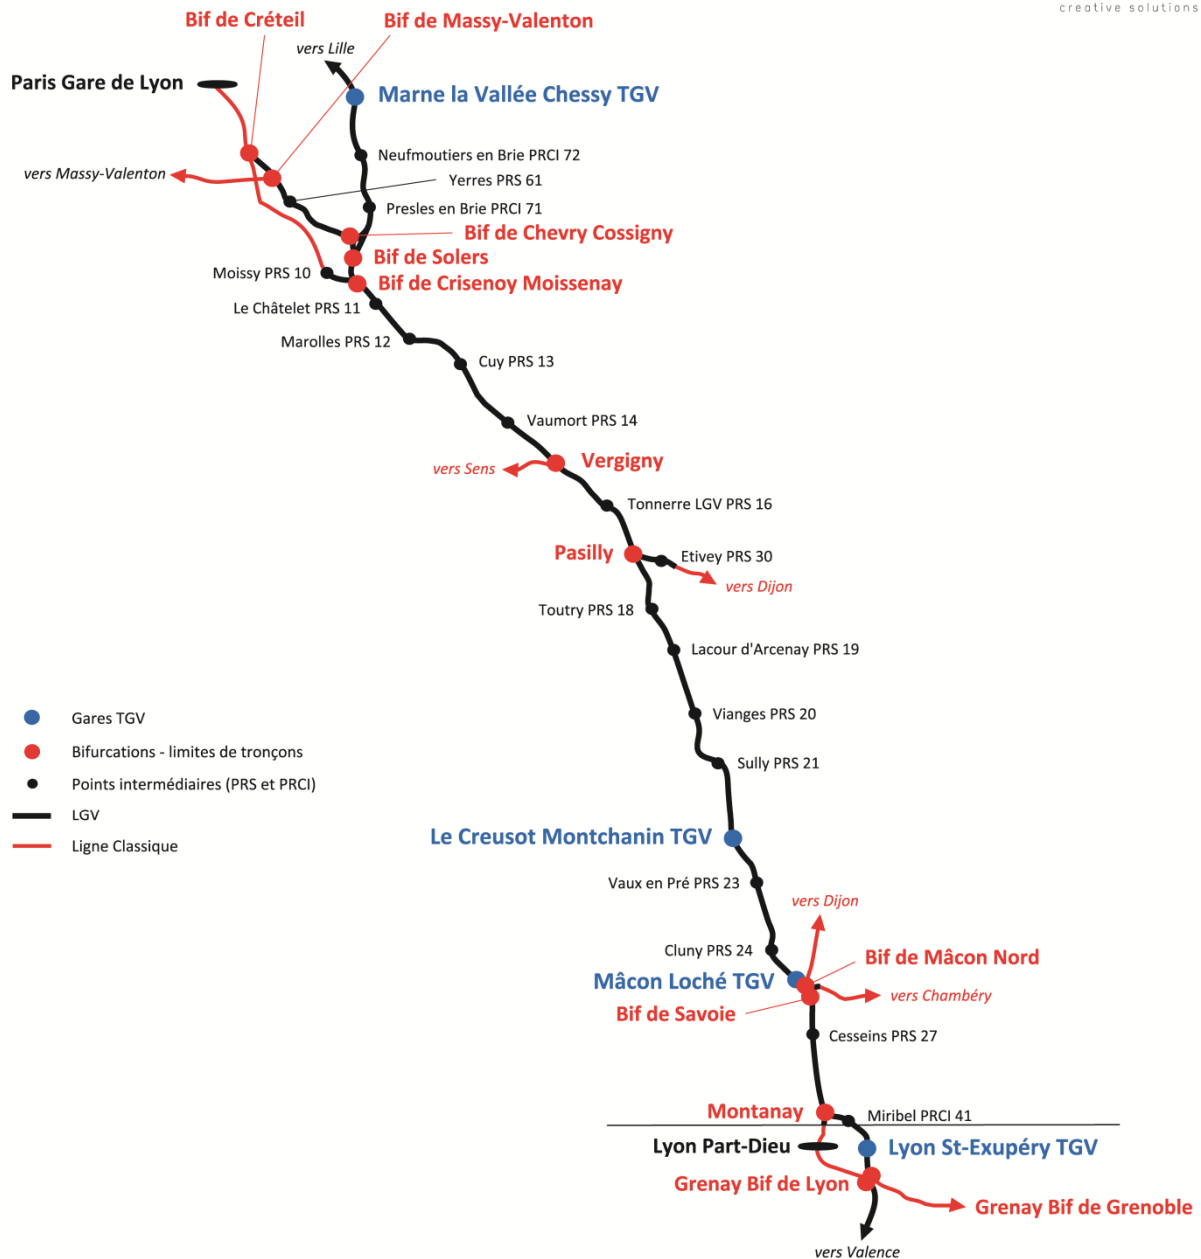 creative solutions
Bif de Créteil
Bif de Massy-Valenton
vers Lille
Paris Gare de Lyon
Marne la Vallée Chessy TGV
Neufmoutiers en Brie PRCI 72
vers Massy-Valenton
Yerres PRS 61
Presles en Brie PRCI 71
Bif de Chevry Cossigny
Bif de Solers
Moissy PRS 10
Bif de Crisenoy Moissenay
Le Châtelet PRS 11
Marolles PRS 12
Cuy PRS 13
Vaumort PRS 14
Vergigny
vers Sens
Tonnerre LGV PRS 16
Pasilly
Etivey PRS 30
vers Dijon
Toutry PRS 18
Lacour d'Arcenay PRS 19
Vianges PRS 20
Gares TGV
Bifurcations - limites de tronçons
Sully PRS 21
Points intermédiaires (PRS et PRCI)
LGV
Le Creusot Montchanin TGV
Ligne Classique
Vaux en Pré PRS 23
vers Dijon
Cluny PRS 24
Bif de Mâcon Nord
Mâcon Loché TGV
vers Chambéry
Bif de Savoie
Cesseins PRS 27
Montanay
Miribel PRCI 41
Lyon Part-Dieu
Lyon St-Exupéry TGV
Grenay Bif de Lyon
Grenay Bif de Grenoble
vers Valence